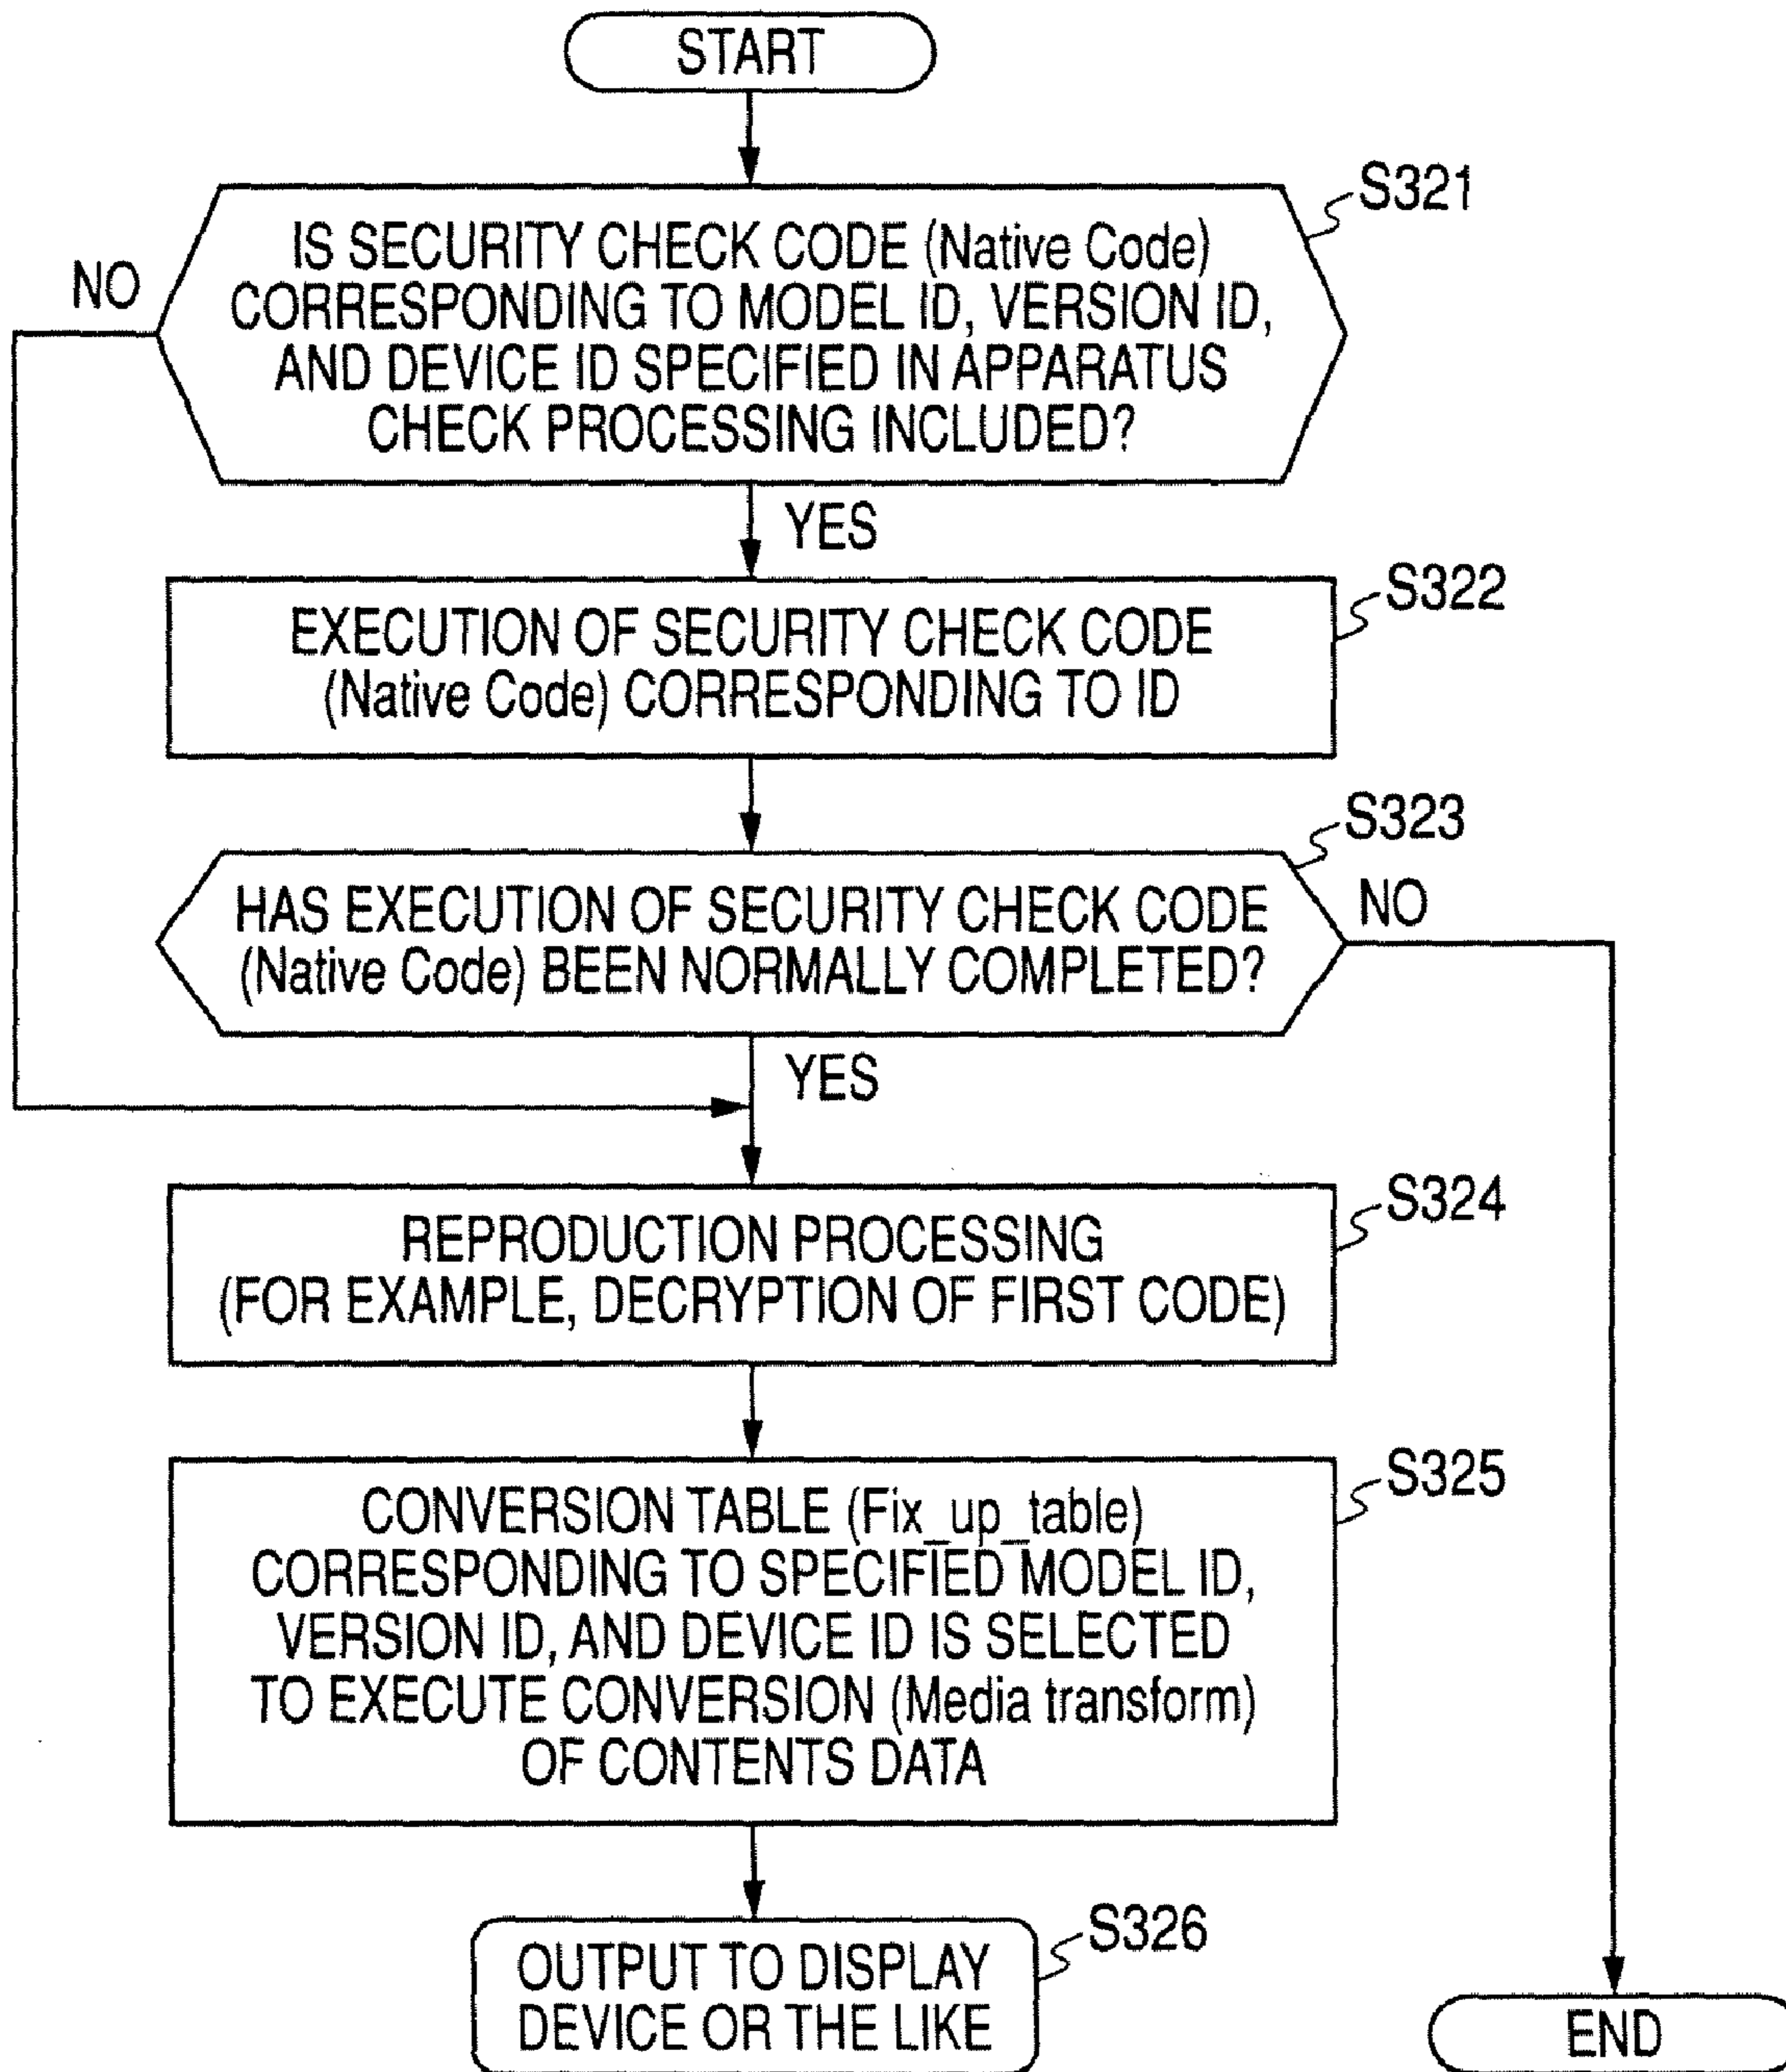 START
S321
IS SECURITY CHECK CODE (Native Code)
CORRESPONDING TO MODEL ID, VERSION ID,
AND DEVICE ID SPECIFIED IN APPARATUS
CHECK PROCESSING INCLUDED?
NO
YES
S322
EXECUTION OF SECURITY CHECK CODE
(Native Code) CORRESPONDING TO ID
S323
HAS EXECUTION OF SECURITY CHECK CODE
(Native Code) BEEN NORMALLY COMPLETED?
NO
YES
S324
REPRODUCTION PROCESSING
(FOR EXAMPLE, DECRYPTION OF FIRST CODE)
S325
CONVERSION TABLE (Fix_up_table)
CORRESPONDING TO SPECIFIED MODEL ID,
VERSION ID, AND DEVICE ID IS SELECTED
TO EXECUTE CONVERSION (Media transform)
OF CONTENTS DATA
S326
OUTPUT TO DISPLAY
DEVICE OR THE LIKE
END